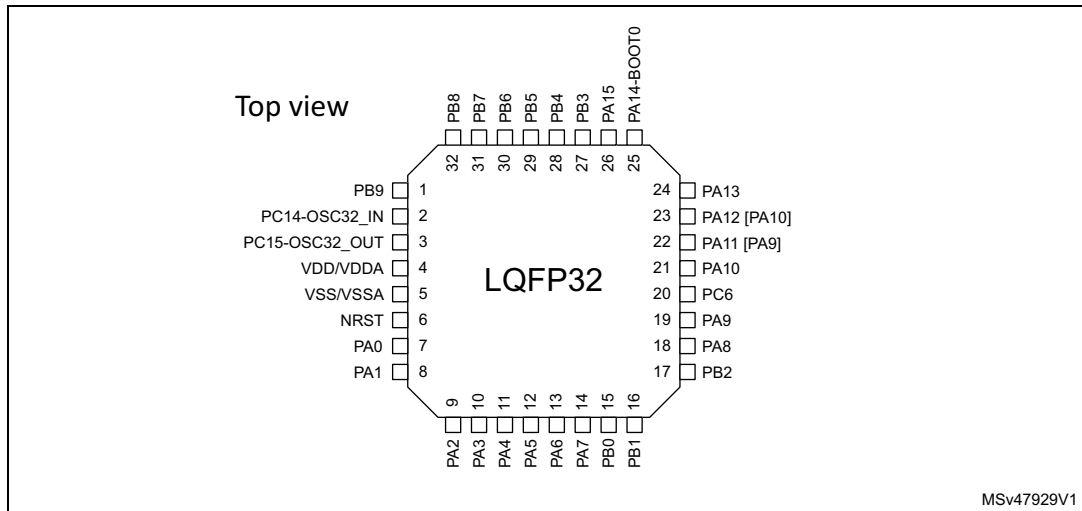 Top view
PB8
PB7
PB6
PB5
PB4
PB3
PA15
PA14-BOOT0
32
31
30
29
28
27
26
25
PB9 1
PC14-OSC32_IN 2
PC15-OSC32_OUT 3
VDD/VDDA 4
VSS/VSSA 5
NRST 6
PA0 7
PA1 8
LQFP32
24 PA13
23 PA12 [PA10]
22 PA11 [PA9]
21 PA10
20 PC6
19 PA9
18 PA8
17 PB2
9
10
11
12
13
14
15
16
PA2
PA3
PA4
PA5
PA6
PA7
PB0
PB1
MSv47929V1